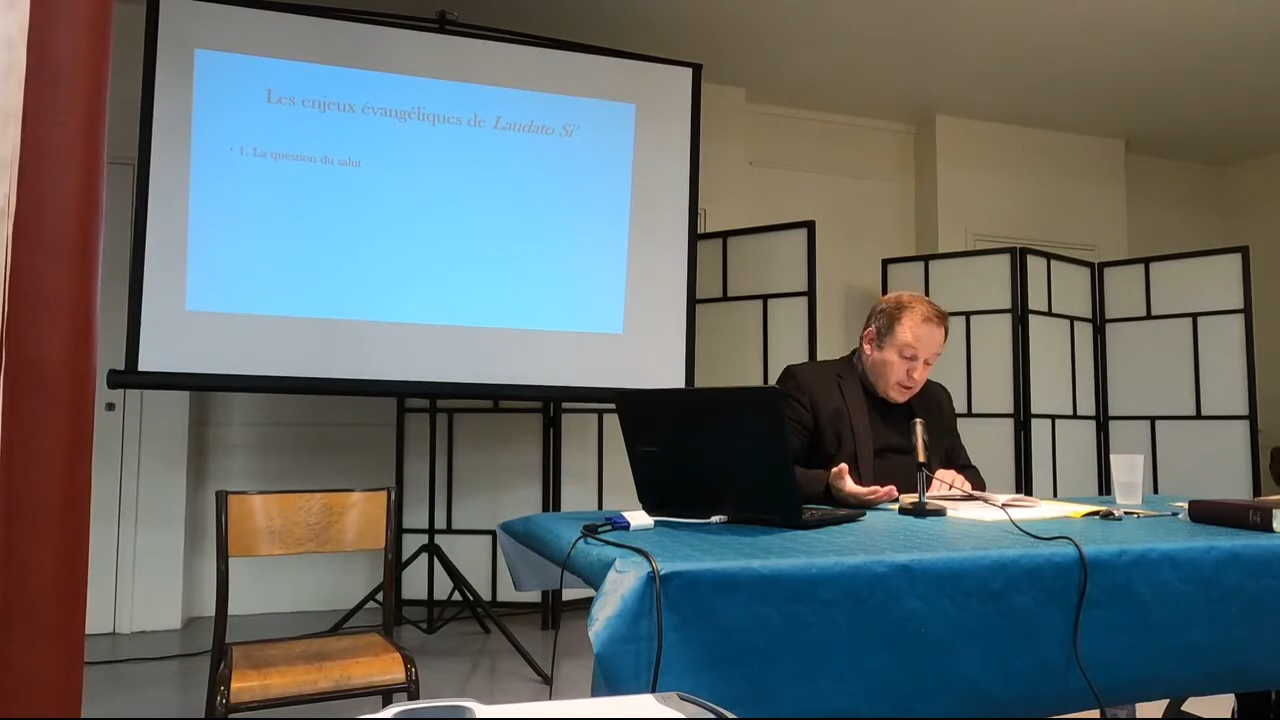 Les enjeux évangéliques de Laudato Si'
• 1. La question du salut